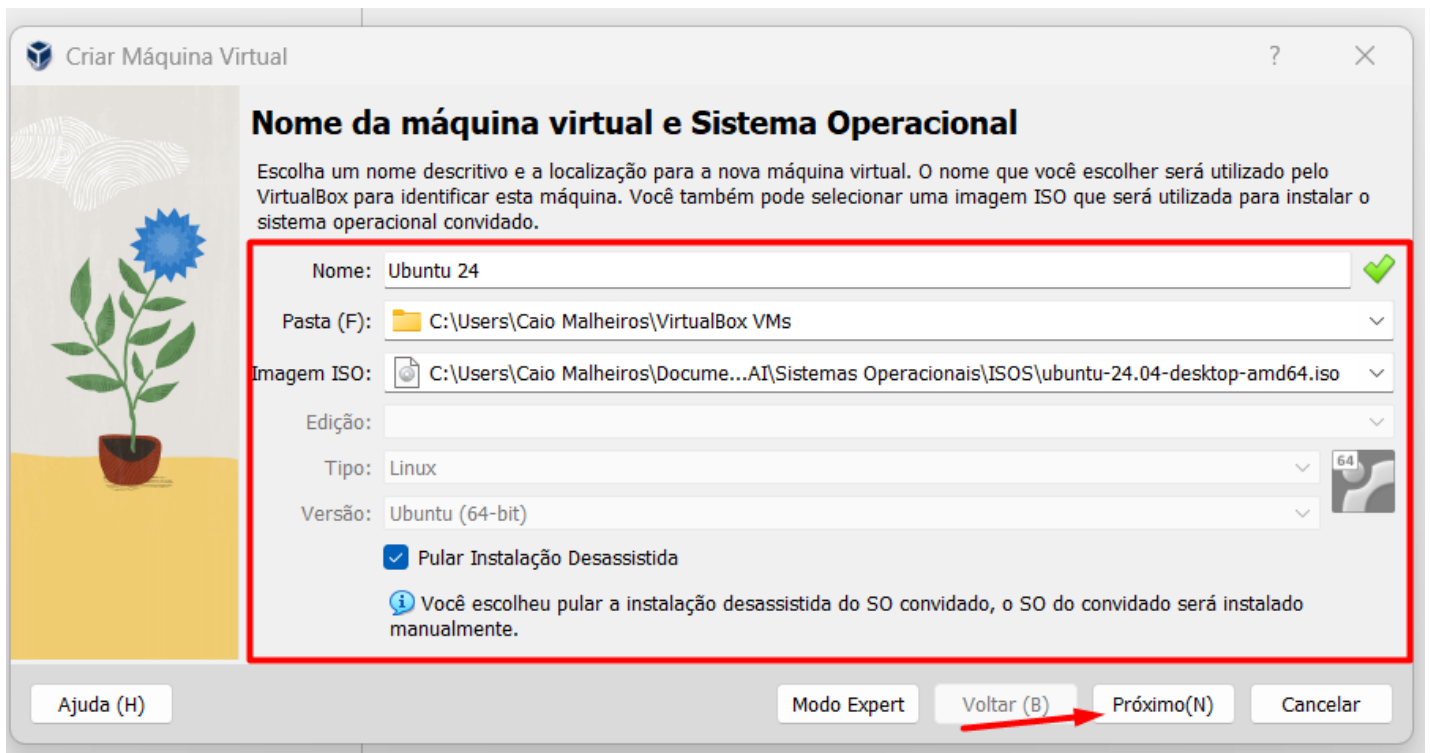 Criar Máquina Virtual
?
Nome da máquina virtual e Sistema Operacional
Escolha um nome descritivo e a localização para a nova máquina virtual. O nome que você escolher será utilizado pelo
VirtualBox para identificar esta máquina. Você também pode selecionar uma imagem ISO que será utilizada para instalar o
sistema operacional convidado.
Nome: Ubuntu 24
Pasta (F): C:\Users\Caio Malheiros\VirtualBox VMs
Imagem ISO: C:\Users\Caio Malheiros\Docume...AI\Sistemas Operacionais\ISOS\ubuntu-24.04-desktop-amd64.iso
Edição:
Tipo: Linux
64
Versão: Ubuntu (64-bit)
Pular Instalação Desassistida
Você escolheu pular a instalação desassistida do SO convidado, o SO do convidado será instalado
manualmente.
Ajuda (H) Modo Expert Voltar (B) Próximo(N) Cancelar